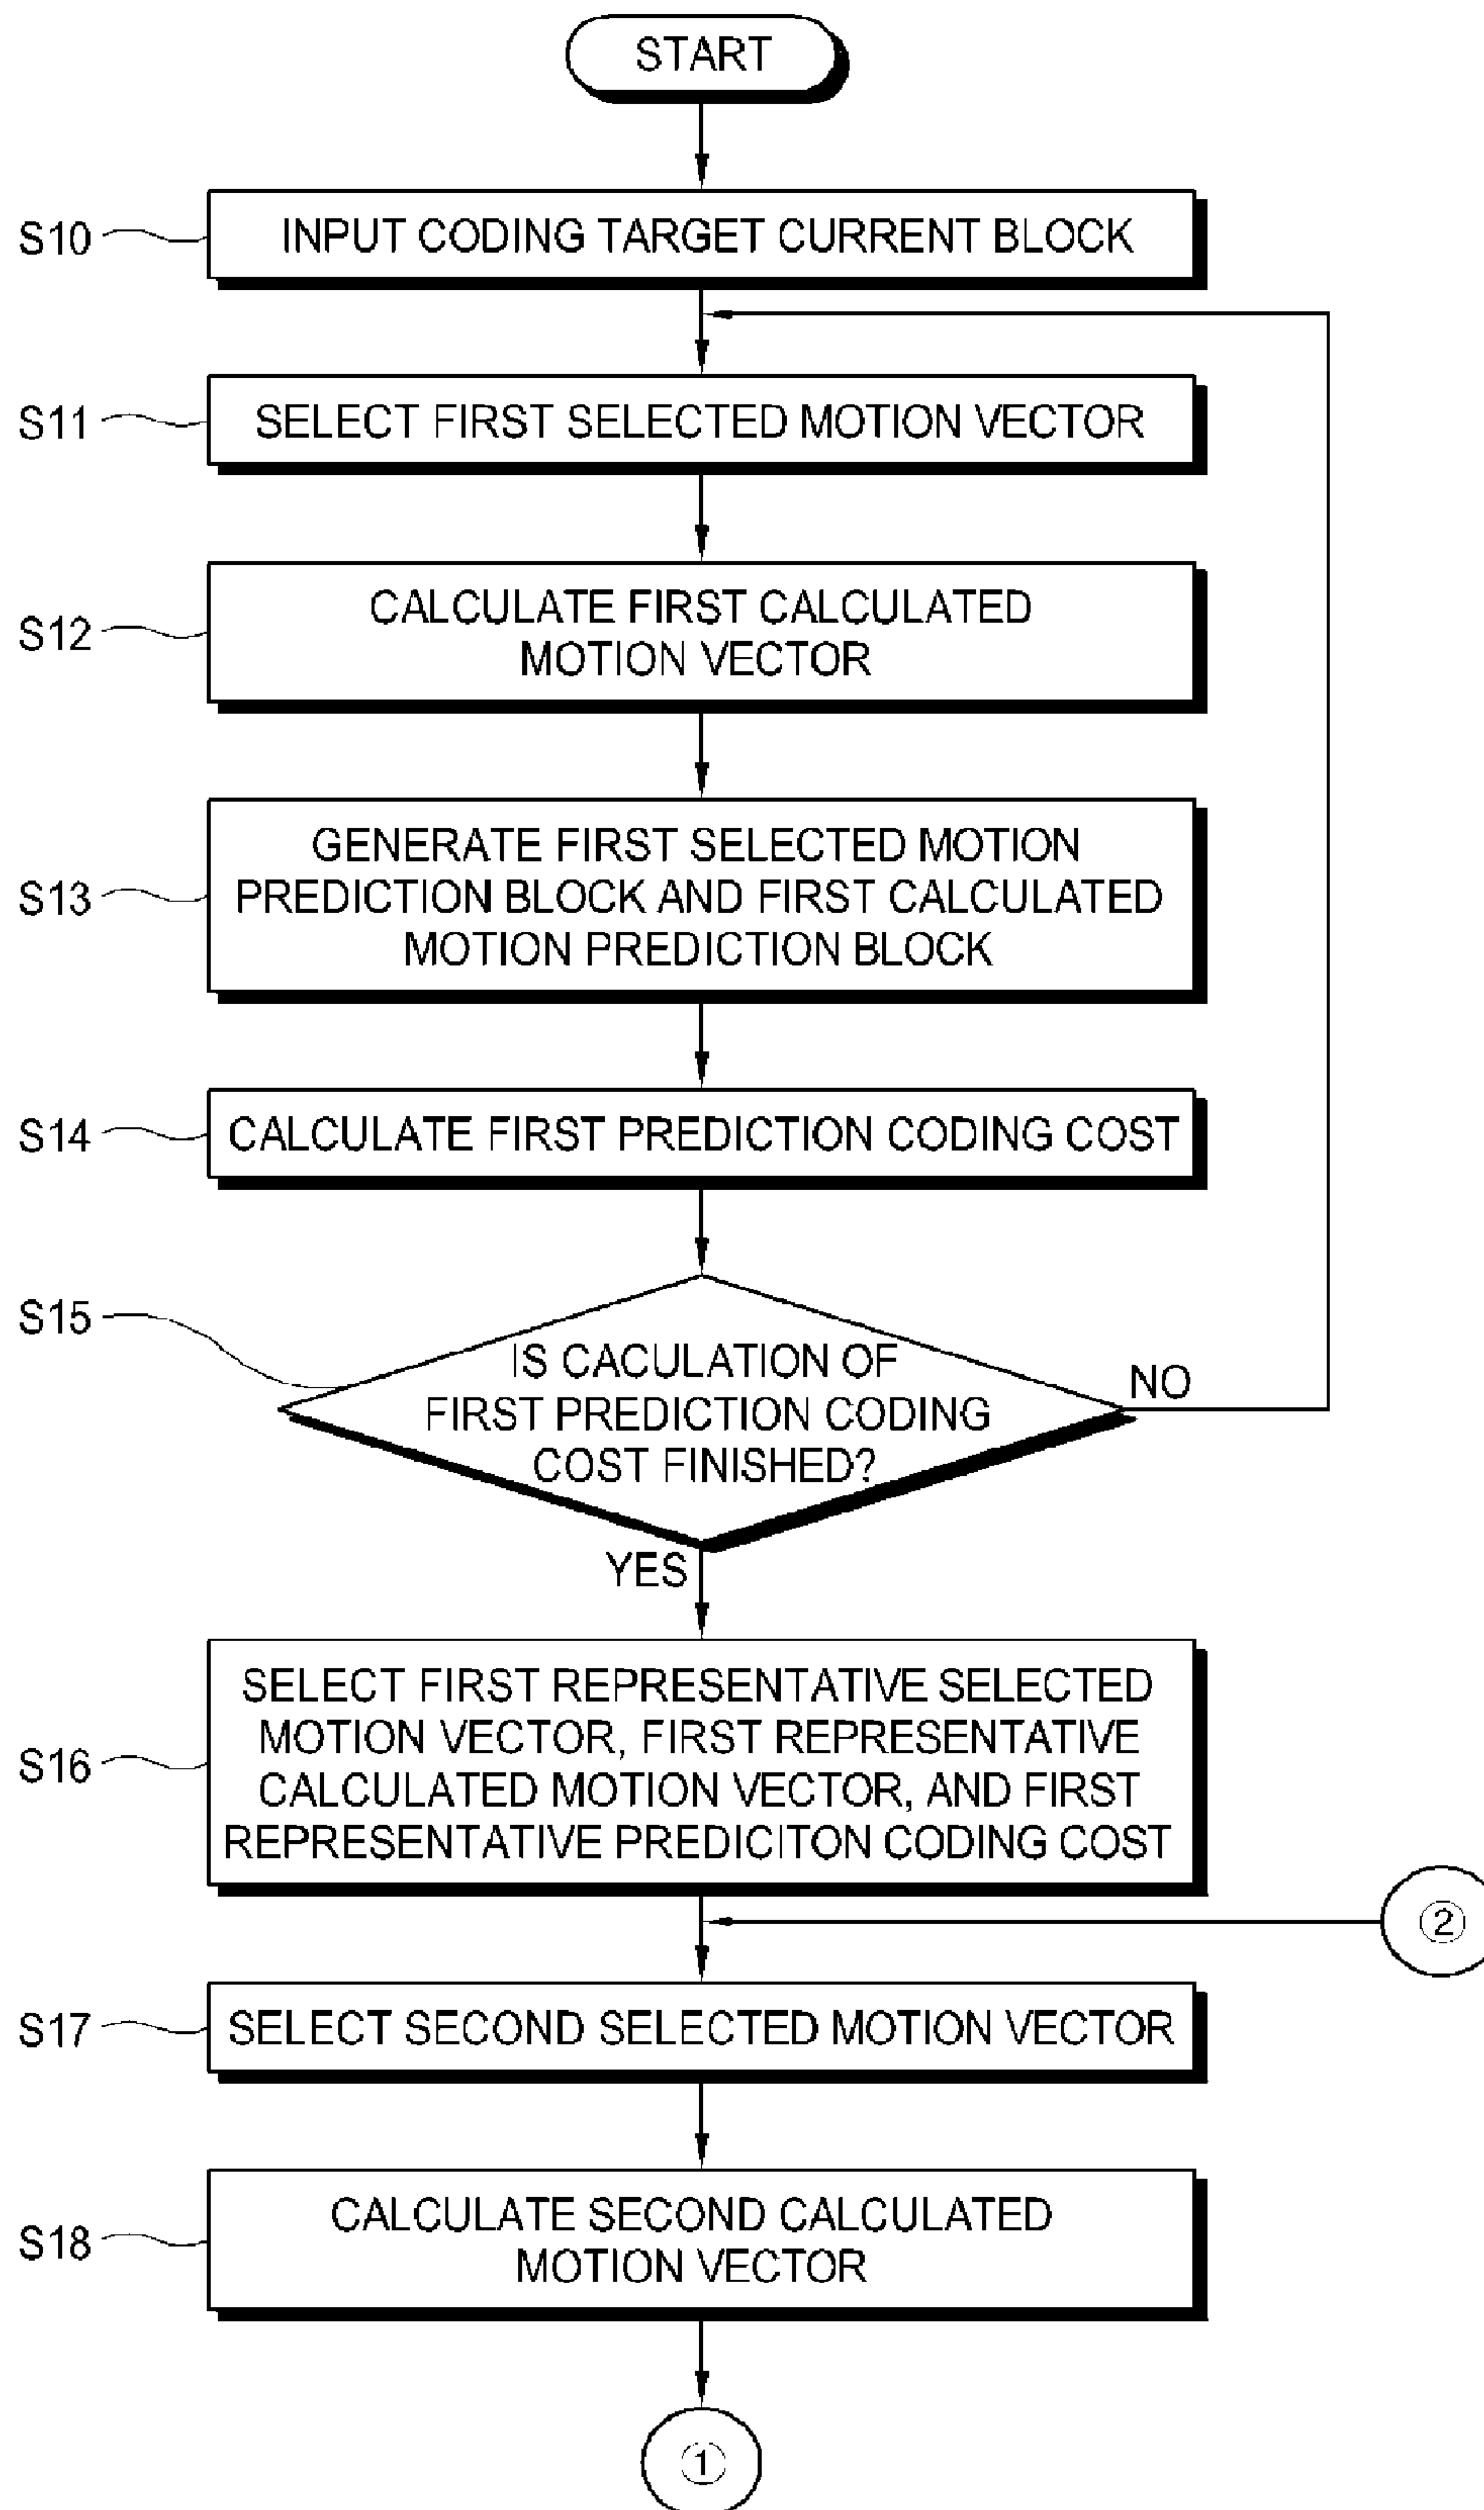 START
S10
INPUT CODING TARGET CURRENT BLOCK
S11
SELECT FIRST SELECTED MOTION VECTOR
S12
CALCULATE FIRST CALCULATED
MOTION VECTOR
S13
GENERATE FIRST SELECTED MOTION
PREDICTION BLOCK AND FIRST CALCULATED
MOTION PREDICTION BLOCK
S14
CALCULATE FIRST PREDICTION CODING COST
S15
IS CACULATION OF
FIRST PREDICTION CODING
COST FINISHED?
NO
YES
S16
SELECT FIRST REPRESENTATIVE SELECTED
MOTION VECTOR, FIRST REPRESENTATIVE
CALCULATED MOTION VECTOR, AND FIRST
REPRESENTATIVE PREDICITON CODING COST
②
S17
SELECT SECOND SELECTED MOTION VECTOR
S18
CALCULATE SECOND CALCULATED
MOTION VECTOR
①